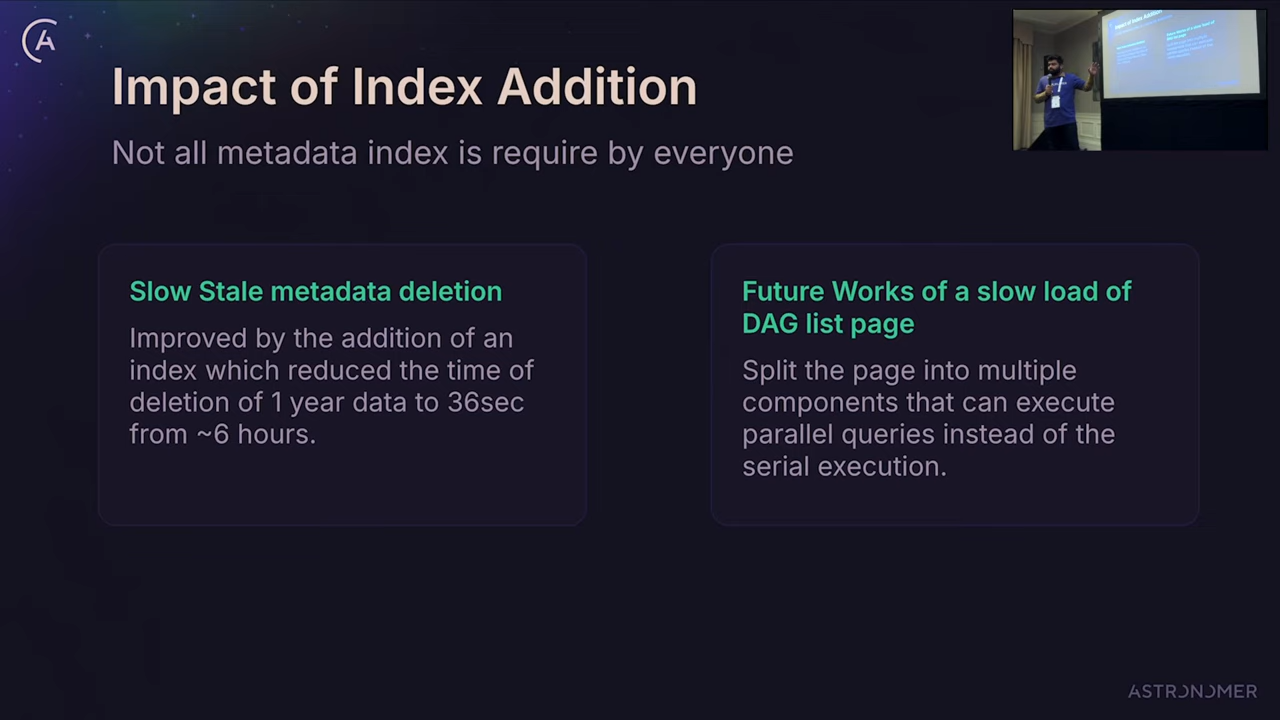 Impact of Index Addition
Not all metadata index is require by everyone
Slow Stale metadata deletion
Improved by the addition of an
index which reduced the time of
deletion of 1 year data to 36sec
from ~6 hours.
Future Works of a slow load of
DAG list page
Split the page into multiple
components that can execute
parallel queries instead of the
serial execution.
ASTRONOMER